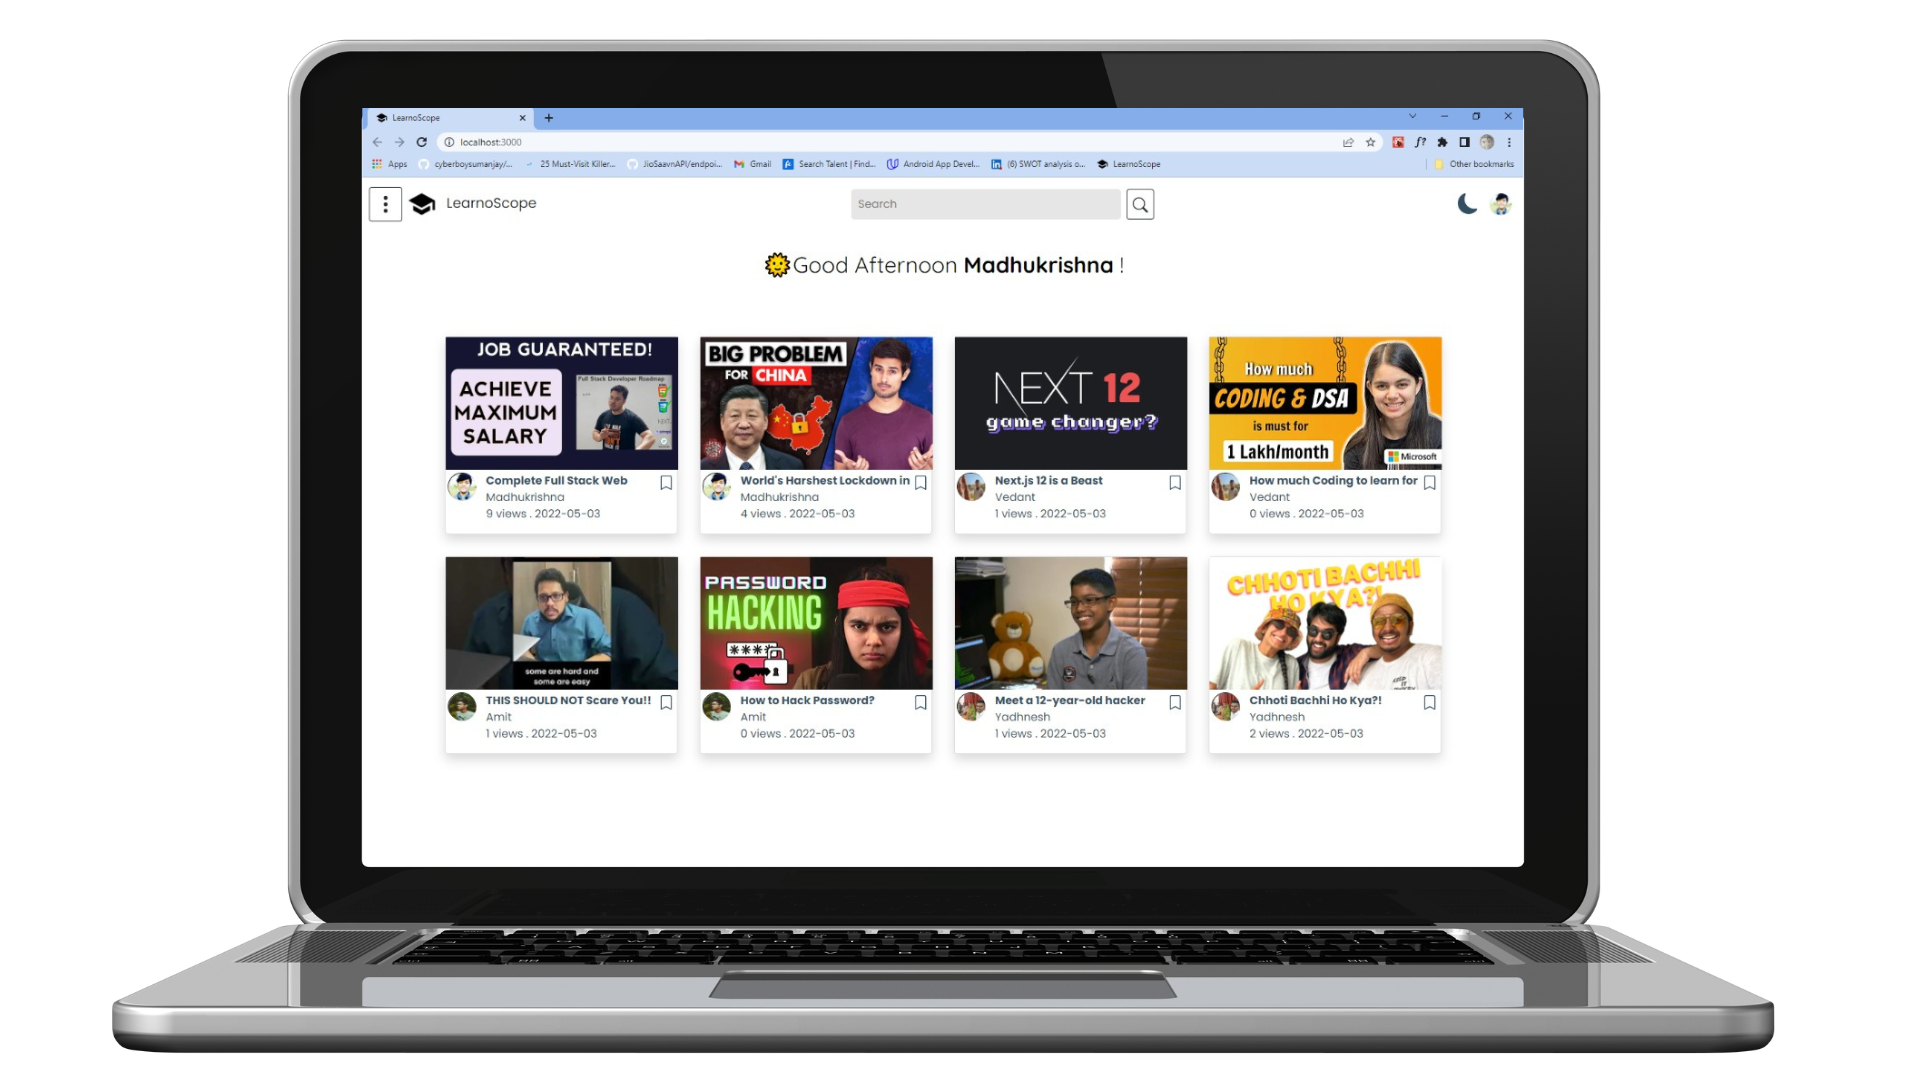 LearnoScope
localhost:3000
Apps
cyberboysumanjay/...
25 Must-Visit Killer...
JioSaavnAPI/endpoi...
Gmail
Search Talent | Find...
Android App Devel...
(6) SWOT analysis o...
LearnoScope
Other bookmarks
LearnoScope
Search
Good Afternoon Madhukrishna !
JOB GUARANTEED!
ACHIEVE
MAXIMUM
SALARY
Full Stack Developer Roadmap
Complete Full Stack Web
Madhukrishna
9 views . 2022-05-03
BIG PROBLEM
FOR CHINA
World's Harshest Lockdown in
Madhukrishna
4 views . 2022-05-03
NEXT 12
game changer?
Next.js 12 is a Beast
Vedant
1 views . 2022-05-03
How much
CODING & DSA
is must for
1 Lakh/month
Microsoft
How much Coding to learn for
Vedant
0 views . 2022-05-03
some are hard and
some are easy
THIS SHOULD NOT Scare You!!
Amit
1 views . 2022-05-03
PASSWORD
HACKING
****
How to Hack Password?
Amit
0 views . 2022-05-03
Meet a 12-year-old hacker
Yadhnesh
1 views . 2022-05-03
CHHOTI BACHHI
HO KYA?!
Chhoti Bachhi Ho Kya?!
Yadhnesh
2 views . 2022-05-03